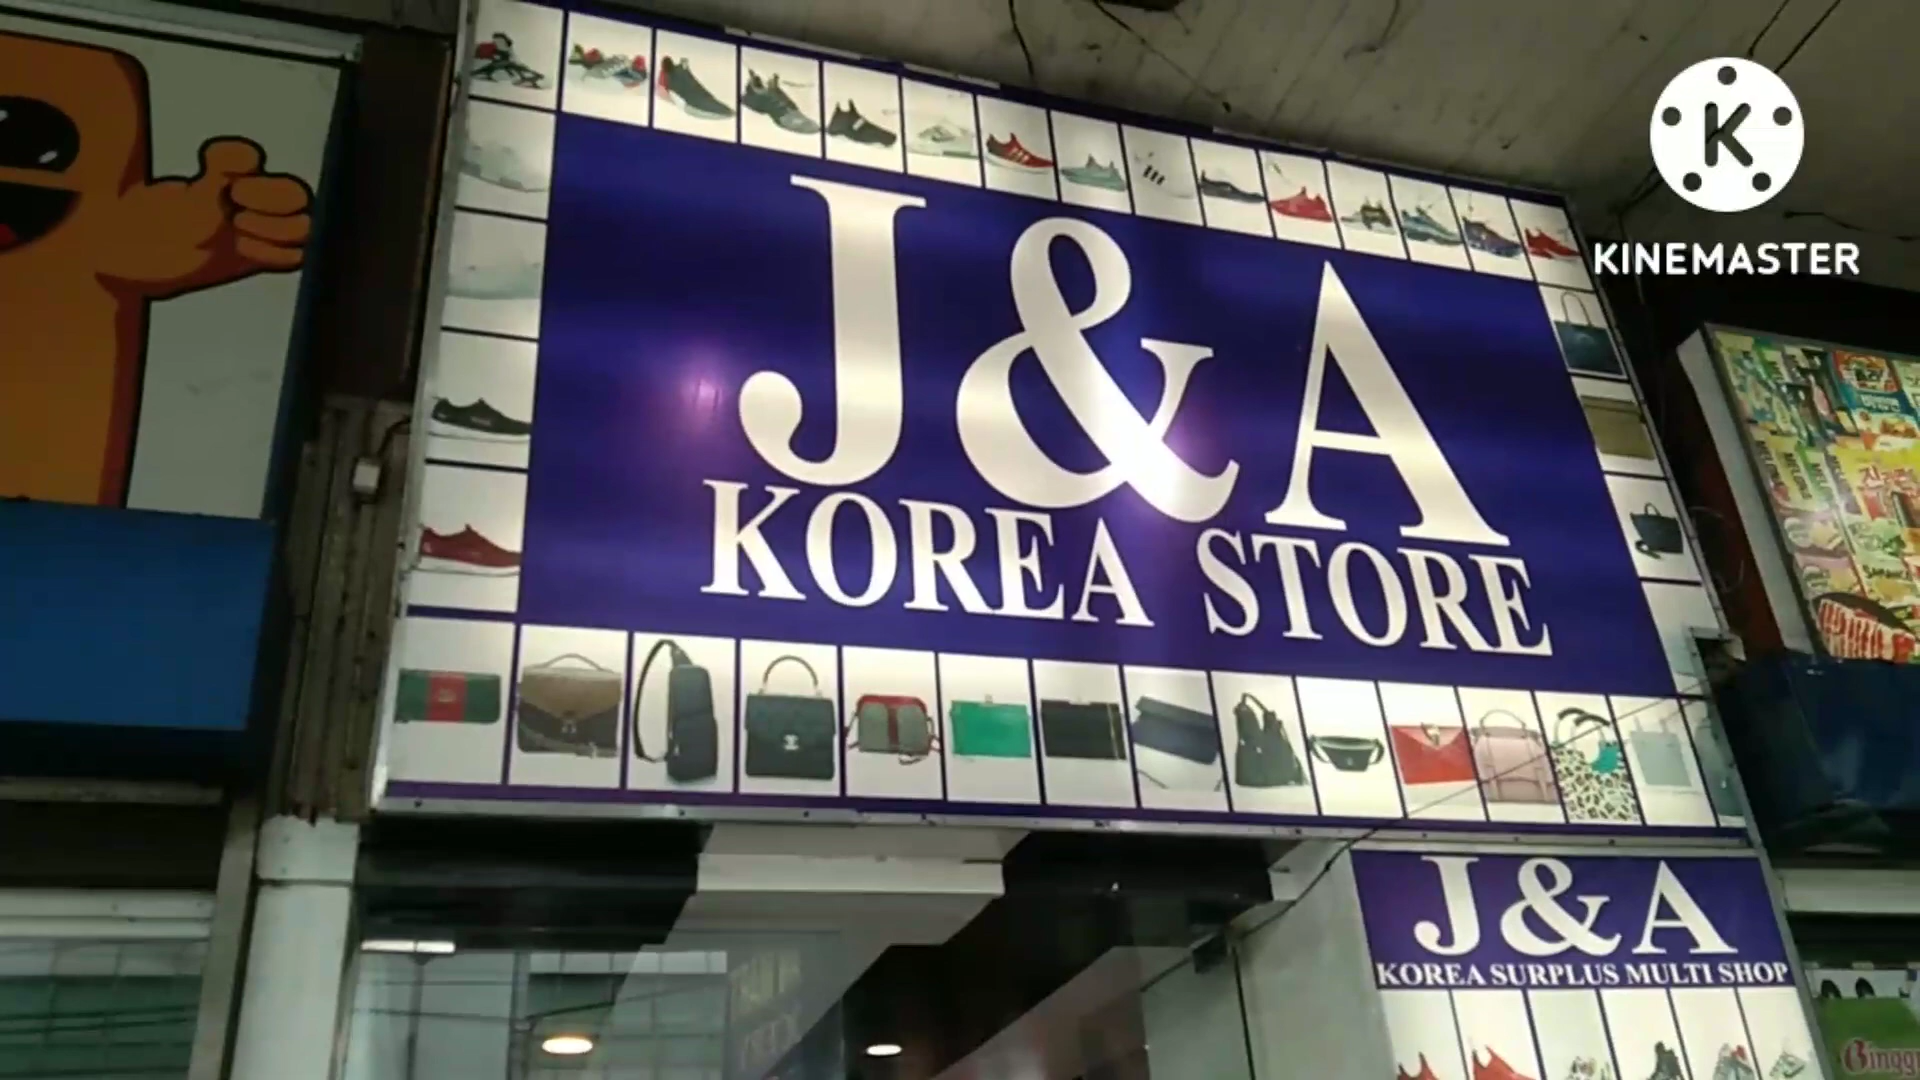 K
KINEMASTER
J&A
KOREA STORE
J&A
KOREA SURPLUS MULTI SHOP